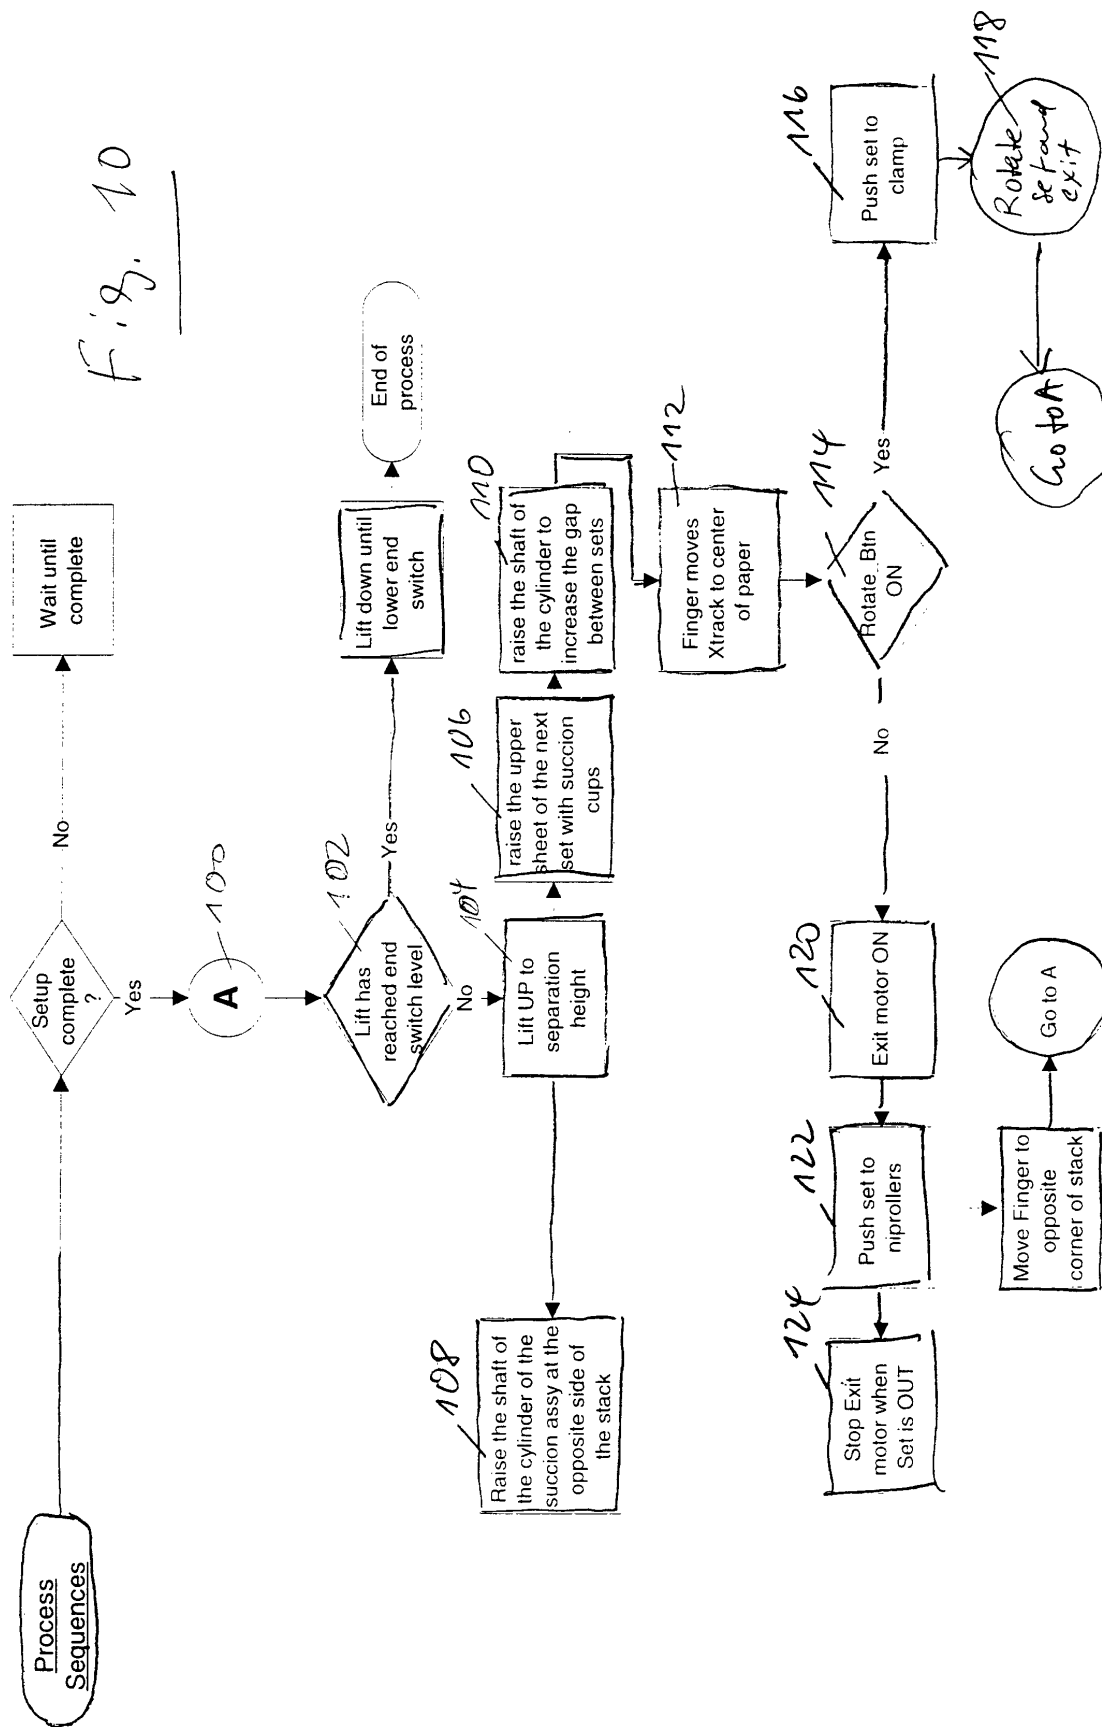 Fig. 10
Process
Sequences
Setup
complete
?
No
Wait until
complete
Yes
A
100
Lift has
reached end
switch level
102
Yes
Lift down until
lower end
switch
End of
process
No
104
Lift UP to
separation
height
106
raise the upper
sheet of the next
set with succion
cups
110
raise the shaft of
the cylinder to
increase the gap
between sets
108
Raise the shaft of
the cylinder of the
succion assy at the
opposite side of
the stack
112
Finger moves
Xtrack to center
of paper
114
Rotate_Btn
ON
Yes
116
Push set to
clamp
118
Rotate
set and
exit
Go to A
No
120
Exit motor ON
122
Push set to
niprollers
124
Stop Exit
motor when
Set is OUT
Move Finger to
opposite
corner of stack
Go to A